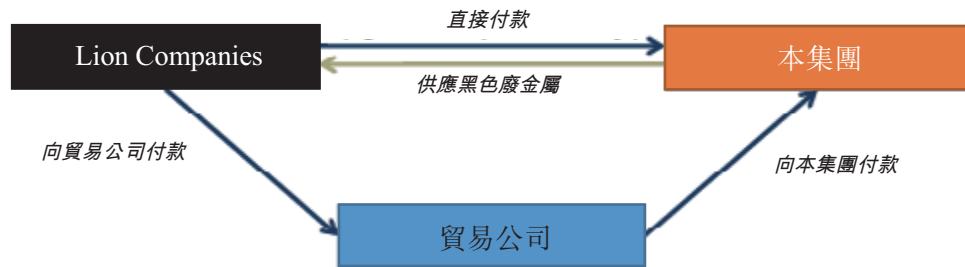 直接付款
Lion Companies
本集團
供應黑色廢金屬
向貿易公司付款
向本集團付款
貿易公司